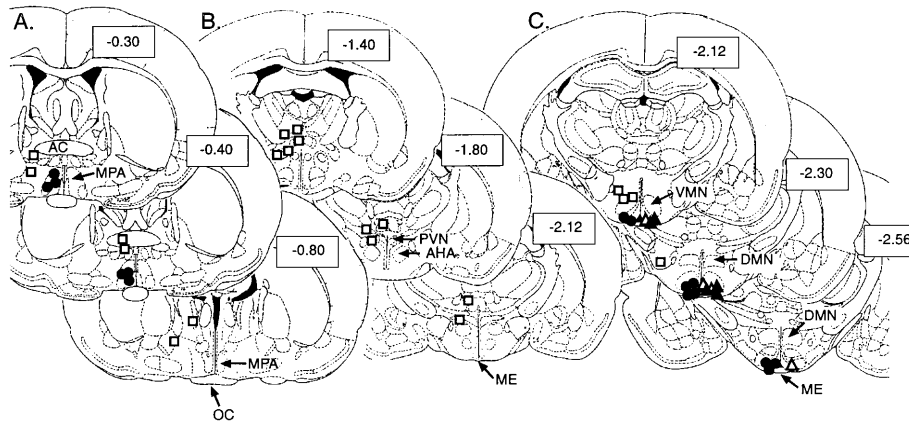 A.
-0.30
AC
MPA
-0.40
-0.80
MPA
OC
B.
-1.40
-1.80
PVN
AHA
-2.12
ME
C.
-2.12
VMN
-2.30
DMN
-2.56
DMN
ME